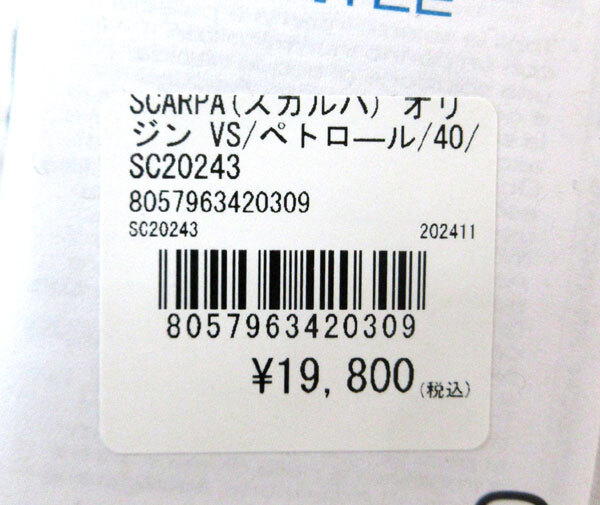 SCARPA(スカルパ) オリ
ジン VS/ペトロール/40/
SC20243
8057963420309
SC20243 202411
8057963420309
¥19,800(税込)